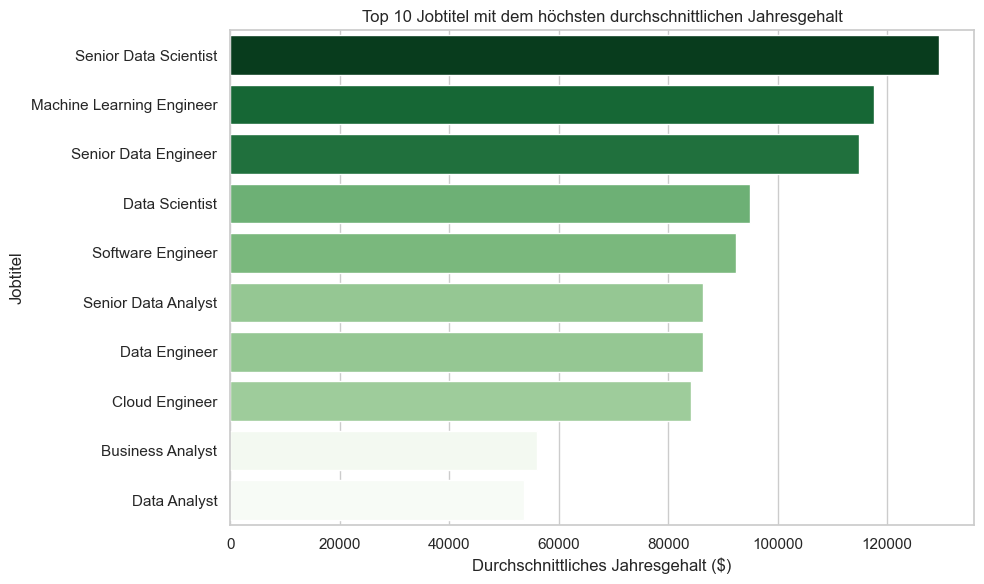 Top 10 Jobtitel mit dem höchsten durchschnittlichen Jahresgehalt
Jobtitel
Senior Data Scientist
Machine Learning Engineer
Senior Data Engineer
Data Scientist
Software Engineer
Senior Data Analyst
Data Engineer
Cloud Engineer
Business Analyst
Data Analyst
0 20000 40000 60000 80000 100000 120000
Durchschnittliches Jahresgehalt ($)